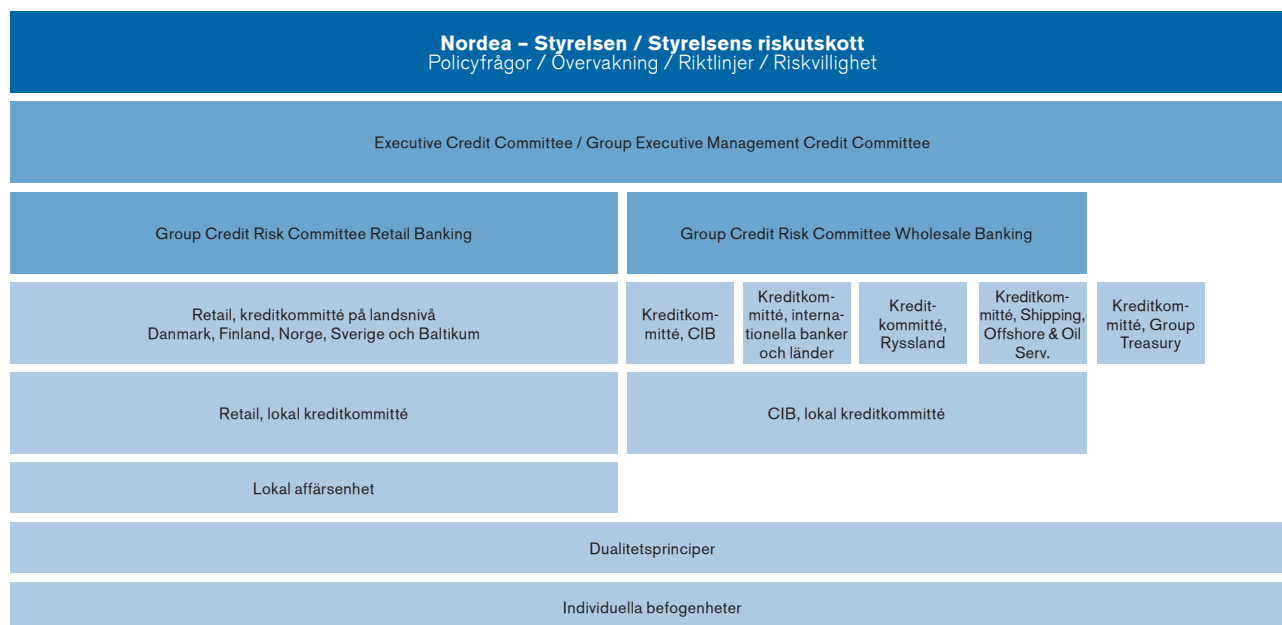 Nordea – Styrelsen / Styrelsens riskutskott
Policyfrågor / Övervakning / Riktlinjer / Riskvillighet
Executive Credit Committee / Group Executive Management Credit Committee
Group Credit Risk Committee Retail Banking
Group Credit Risk Committee Wholesale Banking
Retail, kreditkommitté på landsnivå
Danmark, Finland, Norge, Sverige och Baltikum
Kreditkom-
mitté, CIB
Kreditkom-
mitté, interna-
tionella banker
och länder
Kredit-
kommitté,
Ryssland
Kreditkom-
mitté, Shipping,
Offshore & Oil
Serv.
Kreditkom-
mitté, Group
Treasury
Retail, lokal kreditkommitté
CIB, lokal kreditkommitté
Lokal affärsenhet
Dualitetsprinciper
Individuella befogenheter